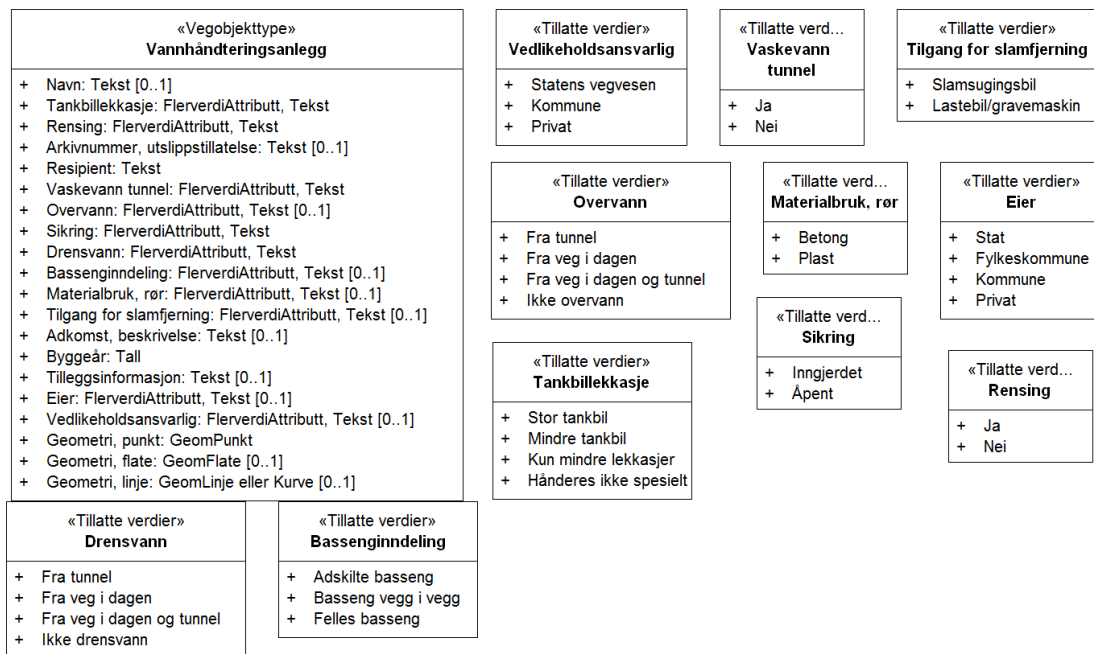 «Vegobjekttype»
Vannhåndteringsanlegg
+ Navn: Tekst [0..1]
+ Tankbillekkasje: FlerverdiAttributt, Tekst
+ Rensing: FlerverdiAttributt, Tekst
+ Arkivnummer, utslippstillatelse: Tekst [0..1]
+ Resipient: Tekst
+ Vaskevann tunnel: FlerverdiAttributt, Tekst
+ Overvann: FlerverdiAttributt, Tekst [0..1]
+ Sikring: FlerverdiAttributt, Tekst
+ Drensvann: FlerverdiAttributt, Tekst
+ Bassenginndeling: FlerverdiAttributt, Tekst [0..1]
+ Materialbruk, rør: FlerverdiAttributt, Tekst [0..1]
+ Tilgang for slamfjerning: FlerverdiAttributt, Tekst [0..1]
+ Adkomst, beskrivelse: Tekst [0..1]
+ Byggeår: Tall
+ Tilleggsinformasjon: Tekst [0..1]
+ Eier: FlerverdiAttributt, Tekst [0..1]
+ Vedlikeholdsansvarlig: FlerverdiAttributt, Tekst [0..1]
+ Geometri, punkt: GeomPunkt
+ Geometri, flate: GeomFlate [0..1]
+ Geometri, linje: GeomLinje eller Kurve [0..1]
«Tillatte verdier»
Vedlikeholdsansvarlig
+ Statens vegvesen
+ Kommune
+ Privat
«Tillatte verd...
Vaskevann
tunnel
+ Ja
+ Nei
«Tillatte verdier»
Tilgang for slamfjerning
+ Slamsugingsbil
+ Lastebil/gravemaskin
«Tillatte verdier»
Overvann
+ Fra tunnel
+ Fra veg i dagen
+ Fra veg i dagen og tunnel
+ Ikke overvann
«Tillatte verd...
Materialbruk, rør
+ Betong
+ Plast
«Tillatte verdier»
Eier
+ Stat
+ Fylkeskommune
+ Kommune
+ Privat
«Tillatte verdier»
Tankbillekkasje
+ Stor tankbil
+ Mindre tankbil
+ Kun mindre lekkasjer
+ Hånderes ikke spesielt
«Tillatte verd...
Sikring
+ Inngjerdet
+ Åpent
«Tillatte verd...
Rensing
+ Ja
+ Nei
«Tillatte verdier»
Drensvann
+ Fra tunnel
+ Fra veg i dagen
+ Fra veg i dagen og tunnel
+ Ikke drensvann
«Tillatte verdier»
Bassenginndeling
+ Adskilte basseng
+ Basseng vegg i vegg
+ Felles basseng